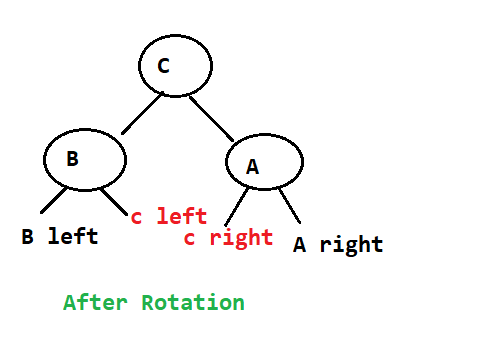 C
B
A
c left
B left
c right
A right
After Rotation